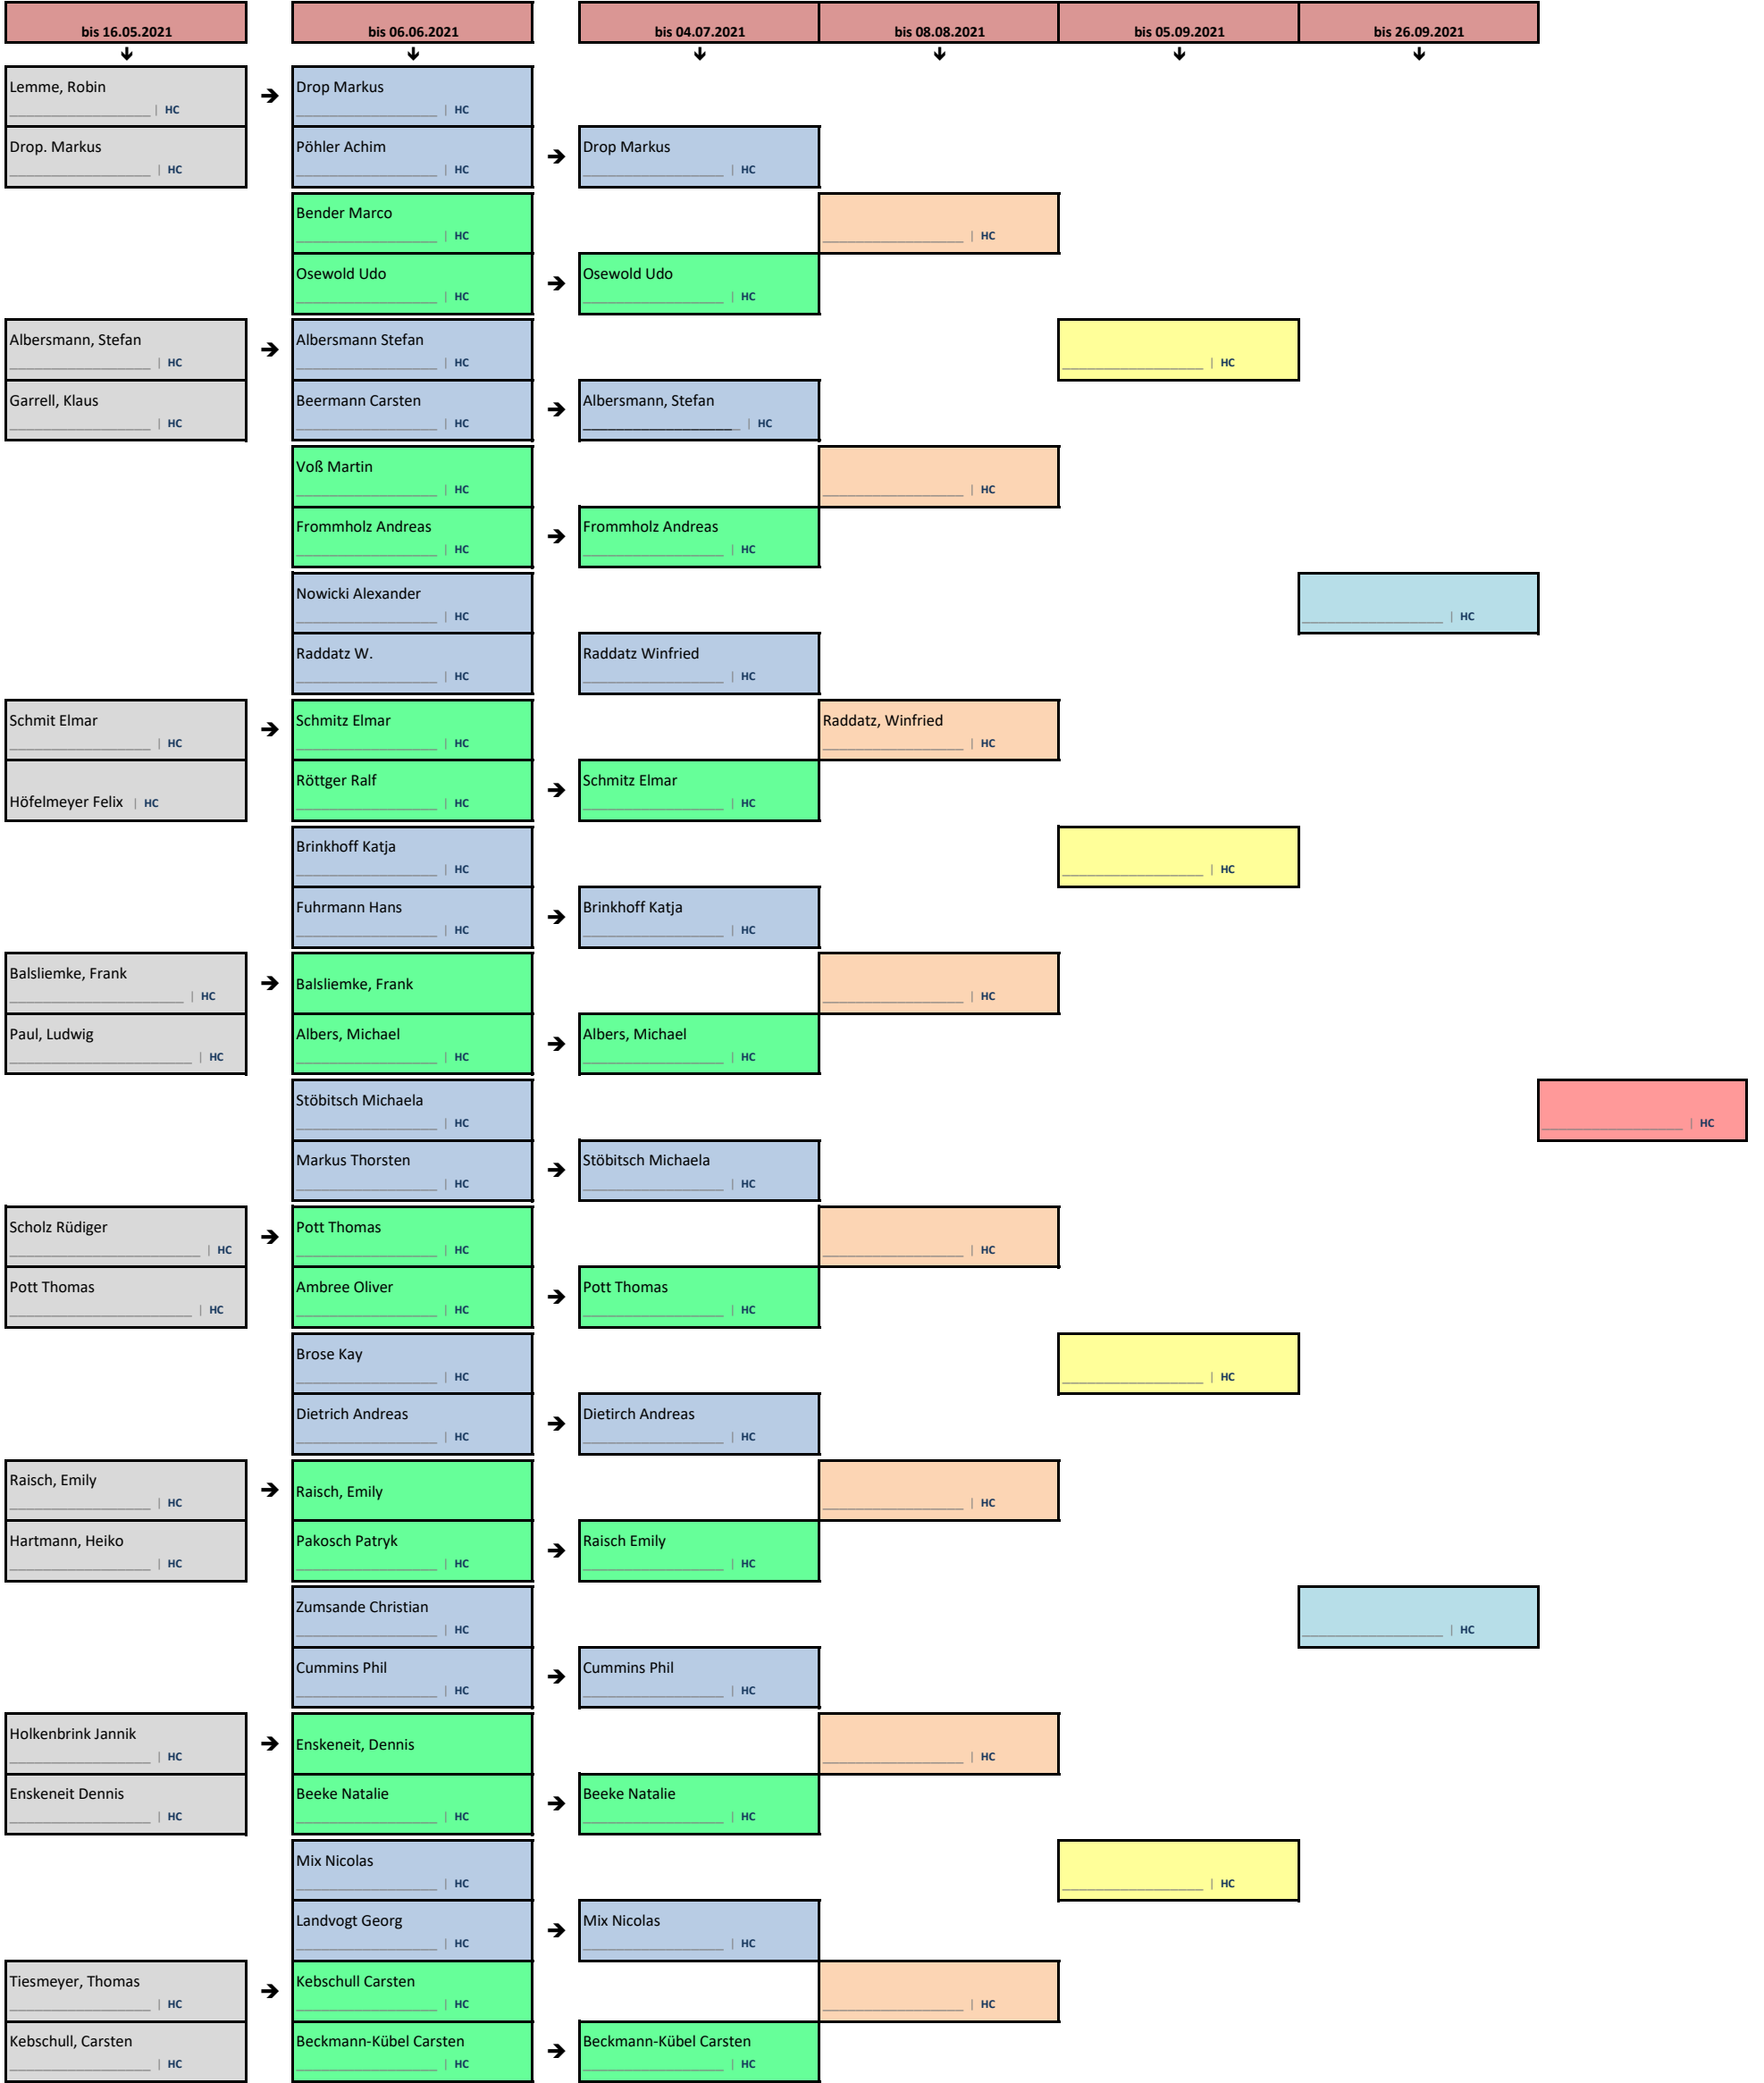 bis 16.05.2021 bis 06.06.2021 bis 04.07.2021 bis 08.08.2021 bis 05.09.2021 bis 26.09.2021
Lemme, Robin Drop Markus
| HC | HC
Drop. Markus Pöhler Achim Drop Markus
| HC | HC | HC
Bender Marco
| HC | HC
Osewold Udo Osewold Udo
| HC | HC
Albersmann, Stefan Albersmann Stefan
| HC | HC | HC
Garrell, Klaus Beermann Carsten Albersmann, Stefan
| HC | HC | HC
Voß Martin
| HC | HC
Frommholz Andreas Frommholz Andreas
| HC | HC
Nowicki Alexander
| HC | HC
Raddatz W. Raddatz Winfried
| HC | HC
Schmit Elmar Schmitz Elmar Raddatz, Winfried
| HC | HC | HC
Röttger Ralf Schmitz Elmar
Höfelmeyer Felix | HC | HC | HC
Brinkhoff Katja
| HC | HC
Fuhrmann Hans Brinkhoff Katja
| HC | HC
Balsliemke, Frank Balsliemke, Frank
| HC | HC
Paul, Ludwig Albers, Michael Albers, Michael
| HC | HC | HC
Stöbitsch Michaela
| HC | HC
Markus Thorsten Stöbitsch Michaela
| HC | HC
Scholz Rüdiger Pott Thomas
| HC | HC | HC
Pott Thomas Ambree Oliver Pott Thomas
| HC | HC | HC
Brose Kay
| HC | HC
Dietrich Andreas Dietirch Andreas
| HC | HC
Raisch, Emily Raisch, Emily
| HC | HC
Hartmann, Heiko Pakosch Patryk Raisch Emily
| HC | HC | HC
Zumsande Christian
| HC | HC
Cummins Phil Cummins Phil
| HC | HC
Holkenbrink Jannik Enskeneit, Dennis
| HC | HC
Enskeneit Dennis Beeke Natalie Beeke Natalie
| HC | HC | HC
Mix Nicolas
| HC | HC
Landvogt Georg Mix Nicolas
| HC | HC
Tiesmeyer, Thomas Kebschull Carsten
| HC | HC | HC
Kebschull, Carsten Beckmann-Kübel Carsten Beckmann-Kübel Carsten
| HC | HC | HC